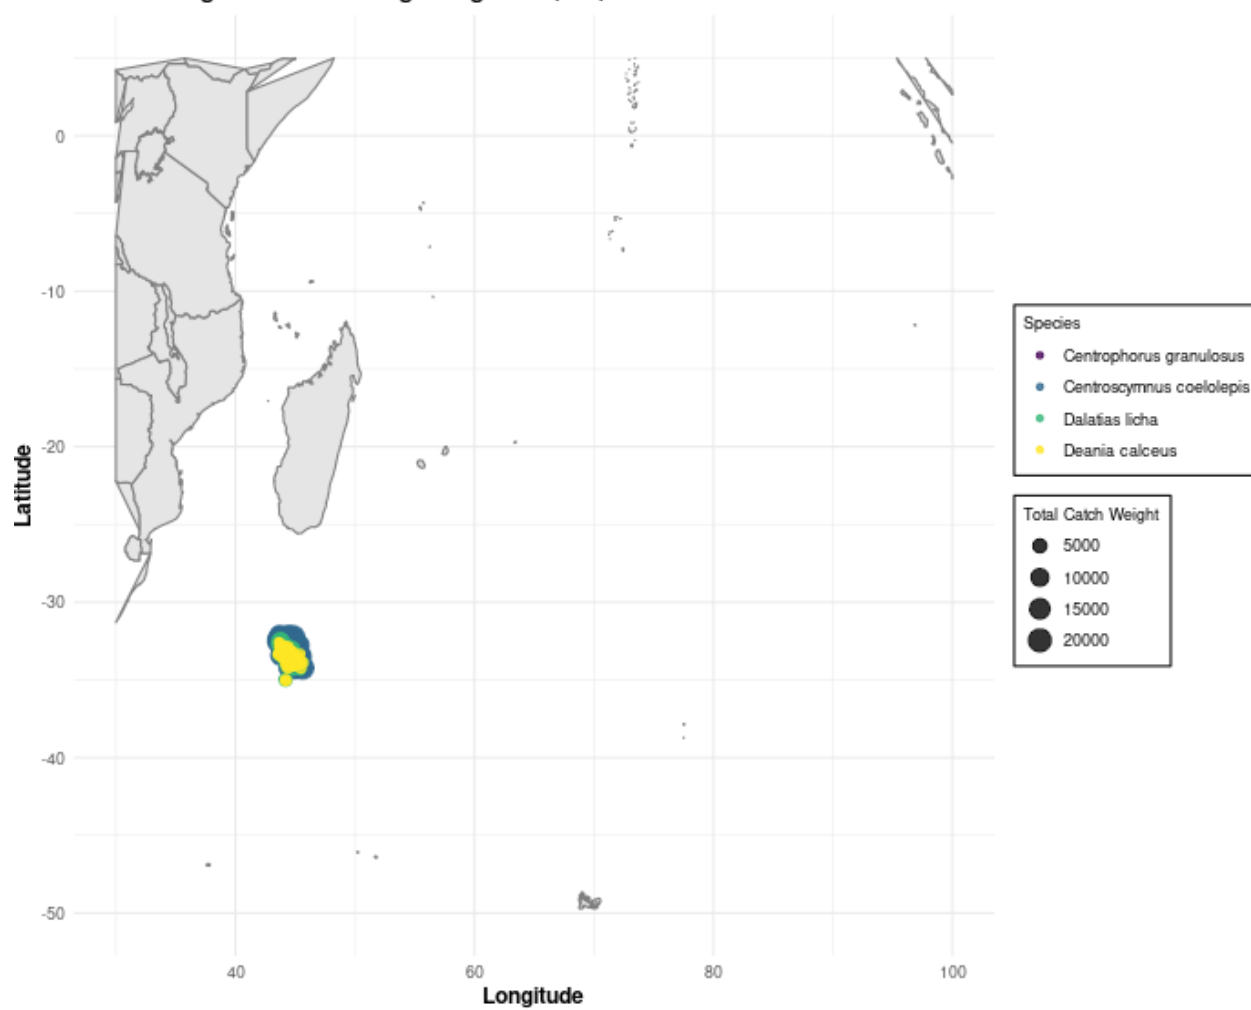 Latitude
0
-10
-20
-30
-40
-50
40
60
80
100
Longitude
Species
Centrophorus granulosus
Centroscymnus coelolepis
Dalatias licha
Deania calceus
Total Catch Weight
5000
10000
15000
20000